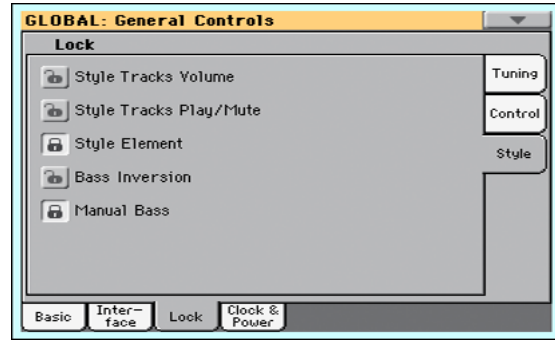 GLOBAL: General Controls
Lock
Style Tracks Volume
Style Tracks Play/Mute
Style Element
Bass Inversion
Manual Bass
Tuning
Control
Style
Basic
Inter-
face
Lock
Clock &
Power